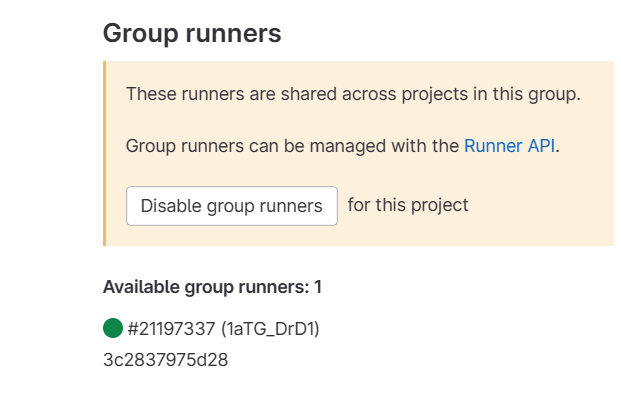 Group runners
These runners are shared across projects in this group.
Group runners can be managed with the Runner API.
Disable group runners for this project
Available group runners: 1
#21197337 (1aTG_DrD1)
3c2837975d28